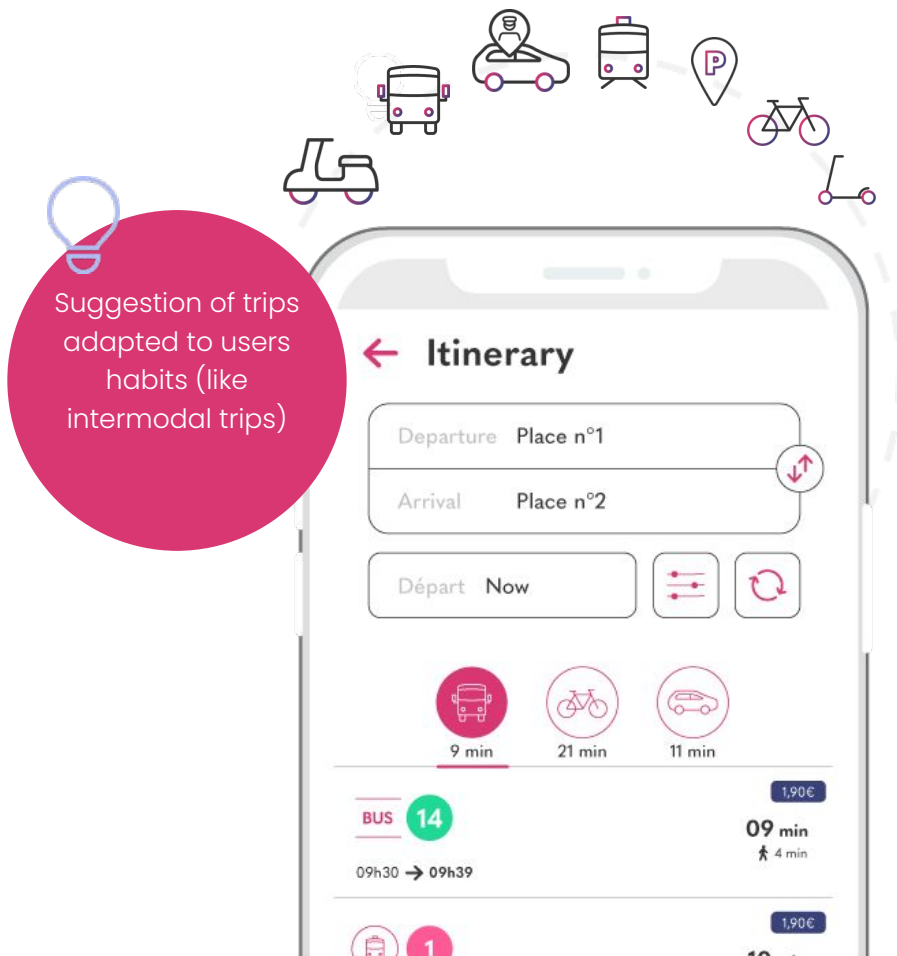 P
Suggestion of trips
adapted to users
habits (like
intermodal trips)
Itinerary
Departure Place n°1
Arrival Place n°2
Départ Now
9 min 21 min 11 min
1,90€
BUS 14
09 min
4 min
09h30 → 09h39
1,90€
1